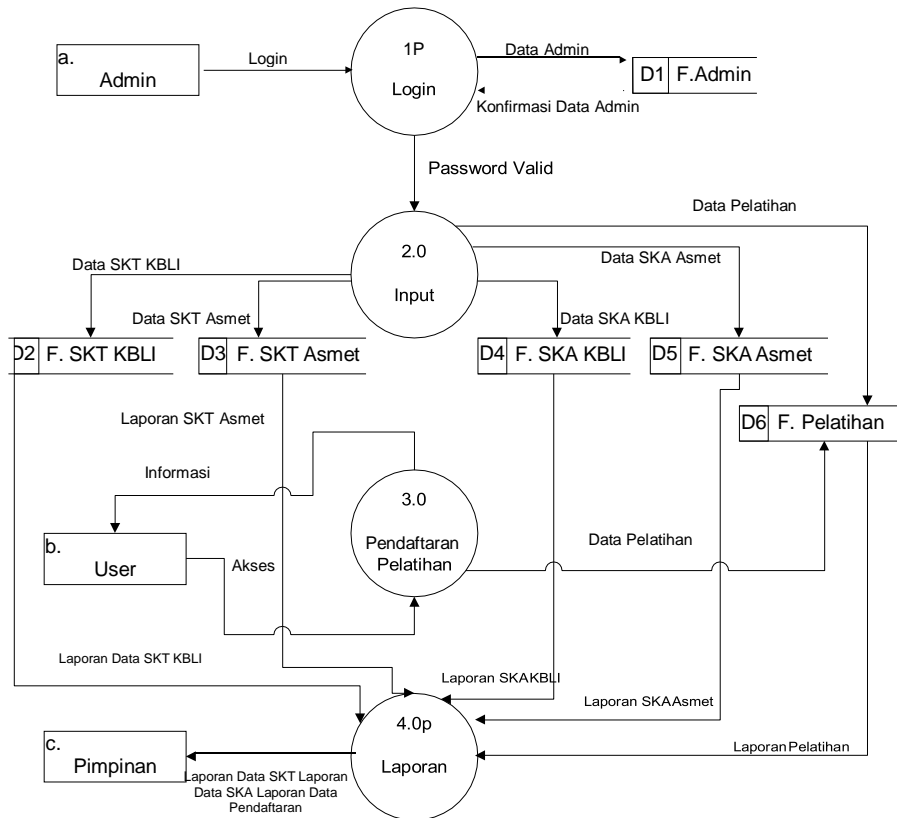 a.
Admin
Login
1P
Login
Data Admin
Konfirmasi Data Admin
D1 F.Admin
Password Valid
Data Pelatihan
2.0
Input
Data SKT KBLI
Data SKA Asmet
Data SKT Asmet
Data SKA KBLI
D2 F. SKT KBLI
D3 F. SKT Asmet
D4 F. SKA KBLI
D5 F. SKA Asmet
Laporan SKT Asmet
D6 F. Pelatihan
Informasi
3.0
Pendaftaran
Pelatihan
b.
User
Akses
Data Pelatihan
Laporan Data SKT KBLI
Laporan SKAKBLI
Laporan SKAAsmet
4.0p
Laporan
Laporan Pelatihan
c.
Pimpinan
Laporan Data SKT Laporan
Data SKA Laporan Data
Pendaftaran